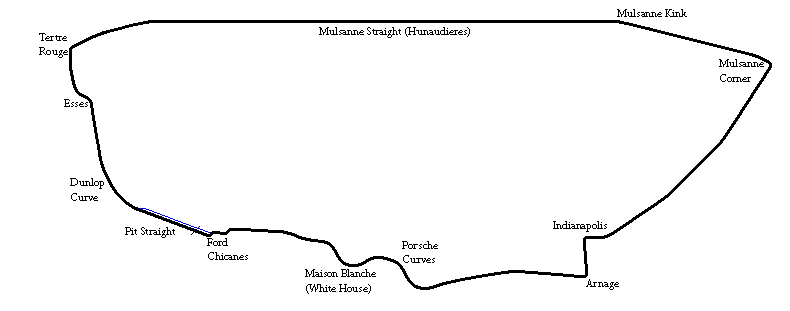 Mulsanne Kink
Mulsanne Straight (Hunaudieres)
Tertre
Rouge
Mulsanne
Corner
Esses
Dunlop
Curve
Indianapolis
Pit Straight
Ford
Chicanes
Porsche
Curves
Maison Blanche
(White House)
Arnage